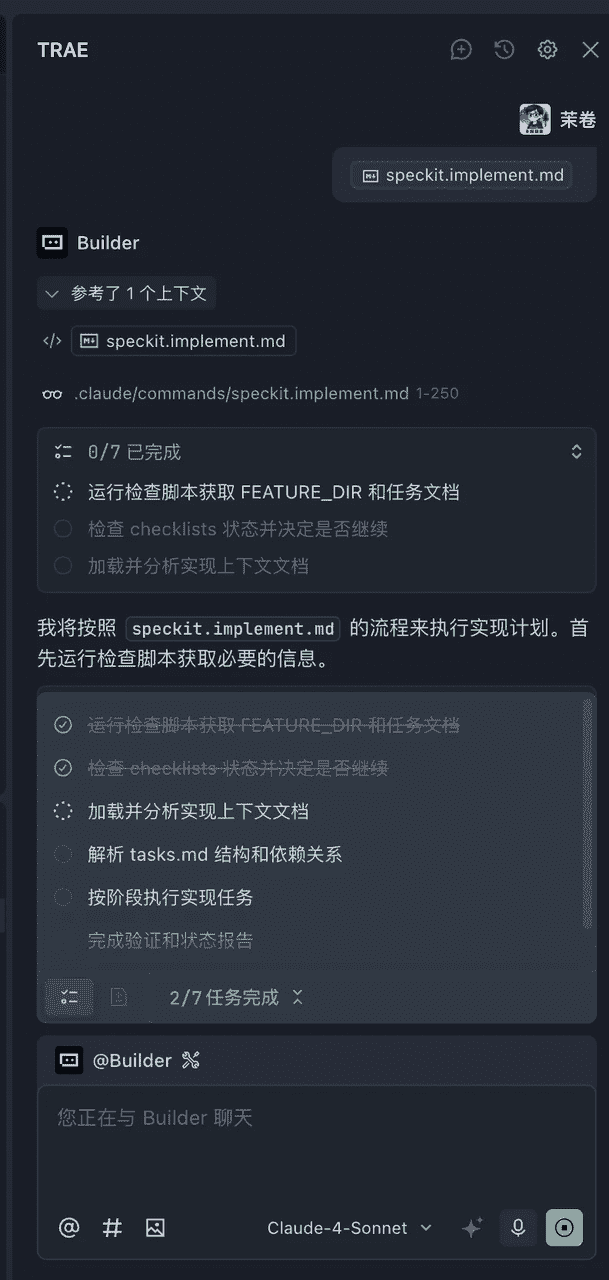 TRAE
茉卷
speckit.implement.md
Builder
参考了 1 个上下文
</> speckit.implement.md
.claude/commands/speckit.implement.md 1-250
0/7 已完成
运行检查脚本获取 FEATURE_DIR 和任务文档
检查 checklists 状态并决定是否继续
加载并分析实现上下文文档
我将按照 speckit.implement.md 的流程来执行实现计划。首
先运行检查脚本获取必要的信息。
运行检查脚本获取 FEATURE_DIR 和任务文档
检查 checklists 状态并决定是否继续
加载并分析实现上下文文档
解析 tasks.md 结构和依赖关系
按阶段执行实现任务
完成验证和状态报告
2/7 任务完成
@Builder
您正在与 Builder 聊天
Claude-4-Sonnet